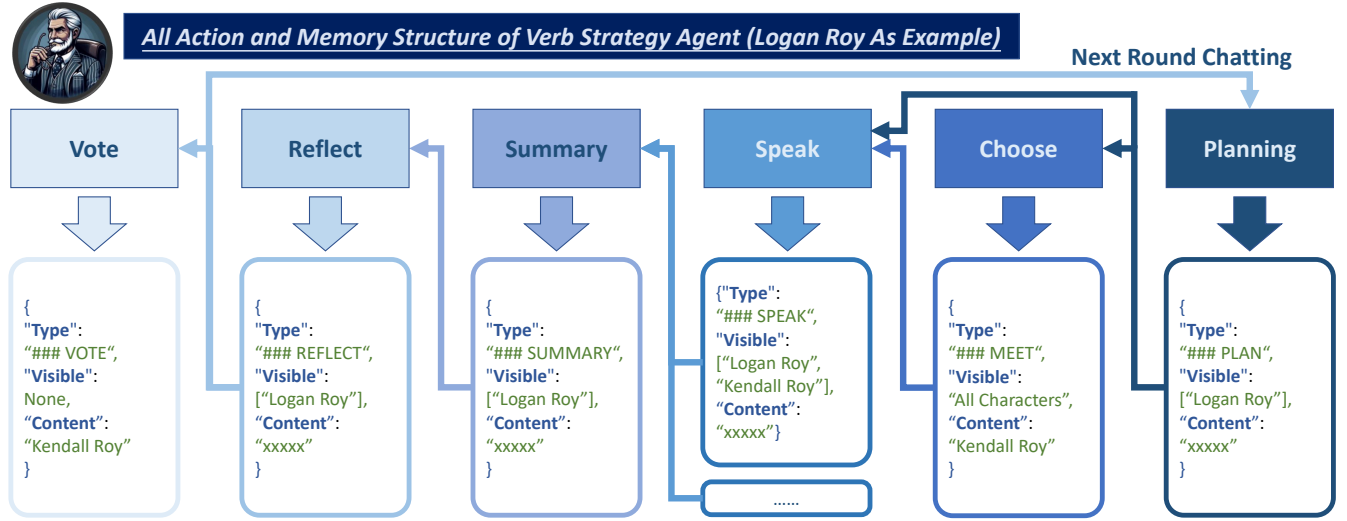 All Action and Memory Structure of Verb Strategy Agent (Logan Roy As Example)
Next Round Chatting
Vote
Reflect
Summary
Speak
Choose
Planning
{
"Type":
“### VOTE“,
"Visible":
None,
“Content”:
“Kendall Roy”
}
{
"Type":
“### REFLECT“,
"Visible":
[“Logan Roy”],
“Content”:
“xxxxx”
}
{
"Type":
“### SUMMARY“,
"Visible":
[“Logan Roy”],
“Content”:
“xxxxx”
}
{"Type":
“### SPEAK“,
"Visible":
[“Logan Roy”,
“Kendall Roy”],
“Content”:
“xxxxx”}
……
{
"Type":
“### MEET“,
"Visible":
“All Characters”,
“Content”:
“Kendall Roy”
}
{
"Type":
“### PLAN“,
"Visible":
[“Logan Roy”],
“Content”:
“xxxxx”
}